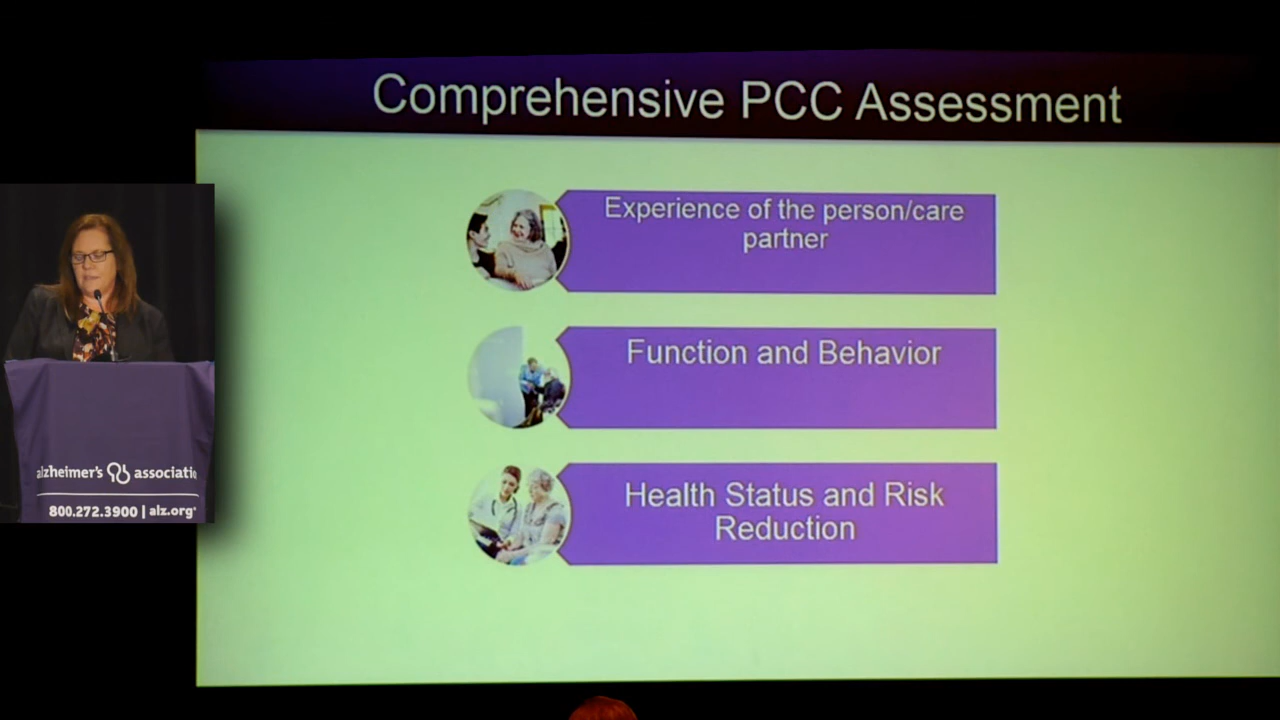 Comprehensive PCC Assessment
Experience of the person/care
partner
Function and Behavior
Health Status and Risk
Reduction
alzheimer's associatio
800.272.3900 | alz.org